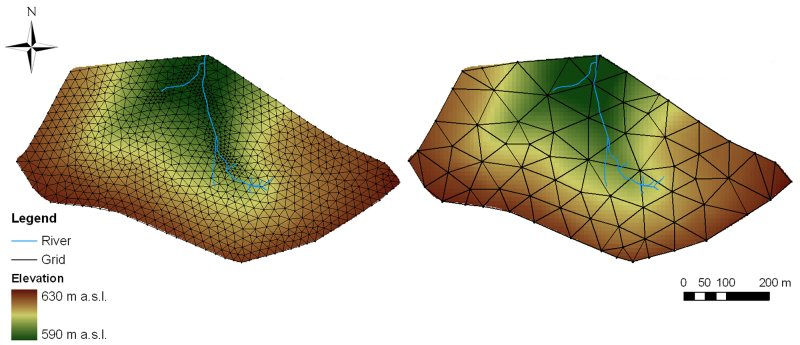 N
Legend
River
Grid
Elevation
630 m a.s.l.
590 m a.s.l.
0 50 100 200 m